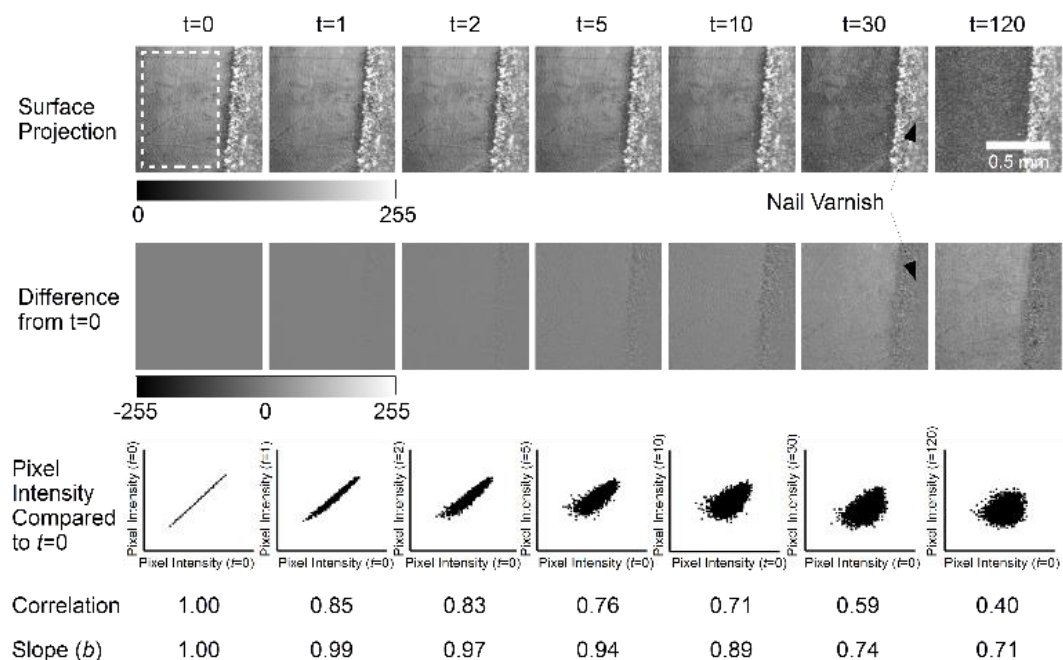 t=0 t=1 t=2 t=5 t=10 t=30 t=120
Surface
Projection
0.5 mm
0 255
Nail Varnish
Difference
from t=0
-255 0 255
Pixel
Intensity
Compared
to t=0
Pixel Intensity (t=0)
Pixel Intensity (t=1)
Pixel Intensity (t=2)
Pixel Intensity (t=5)
Pixel Intensity (t=10)
Pixel Intensity (t=30)
Pixel Intensity (t=120)
Pixel Intensity (t=0) Pixel Intensity (t=0) Pixel Intensity (t=0) Pixel Intensity (t=0) Pixel Intensity (t=0) Pixel Intensity (t=0) Pixel Intensity (t=0)
Correlation 1.00 0.85 0.83 0.76 0.71 0.59 0.40
Slope (b) 1.00 0.99 0.97 0.94 0.89 0.74 0.71